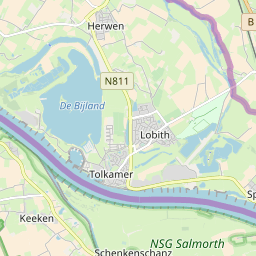 Herwen
B
N811
De Bijland
Lobith
Tolkamer
Sp
Keeken
NSG Salmorth
Schenkenschanz